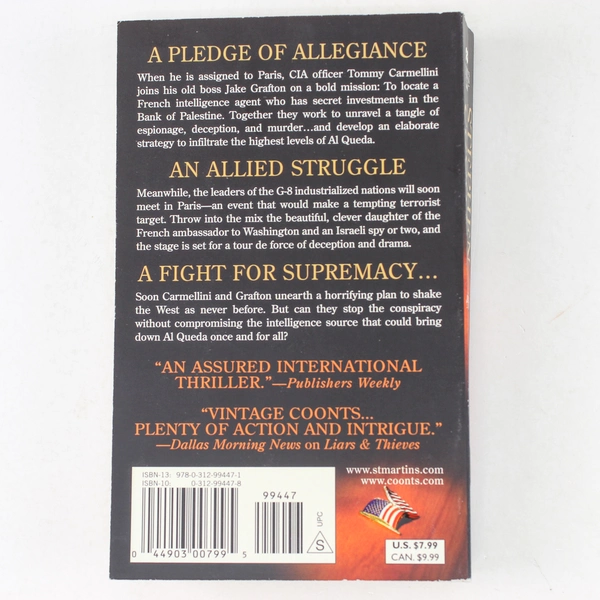 A PLEDGE OF ALLEGIANCE
When he is assigned to Paris, CIA officer Tommy Carmellini
joins his old boss Jake Grafton on a bold mission: To locate a
French intelligence agent who has secret investments in the
Bank of Palestine. Together they work to unravel a tangle of
espionage, deception, and murder...and develop an elaborate
strategy to infiltrate the highest levels of Al Queda.
AN ALLIED STRUGGLE
Meanwhile, the leaders of the G-8 industrialized nations will soon
meet in Paris—an event that would make a tempting terrorist
target. Throw into the mix the beautiful, clever daughter of the
French ambassador to Washington and an Israeli spy or two, and
the stage is set for a tour de force of deception and drama.
A FIGHT FOR SUPREMACY...
Soon Carmellini and Grafton unearth a horrifying plan to shake
the West as never before. But can they stop the conspiracy
without compromising the intelligence source that could bring
down Al Queda once and for all?
“AN ASSURED INTERNATIONAL
THRILLER.”—Publishers Weekly
“VINTAGE COONTS...
PLENTY OF ACTION AND INTRIGUE.”
—Dallas Morning News on Liars & Thieves
ISBN-13: 978-0-312-99447-1
ISBN-10: 0-312-99447-8
99447
0 44903 00799 5
UPC
S
www.stmartins.com
www.coonts.com
U.S. $7.99
CAN. $9.99